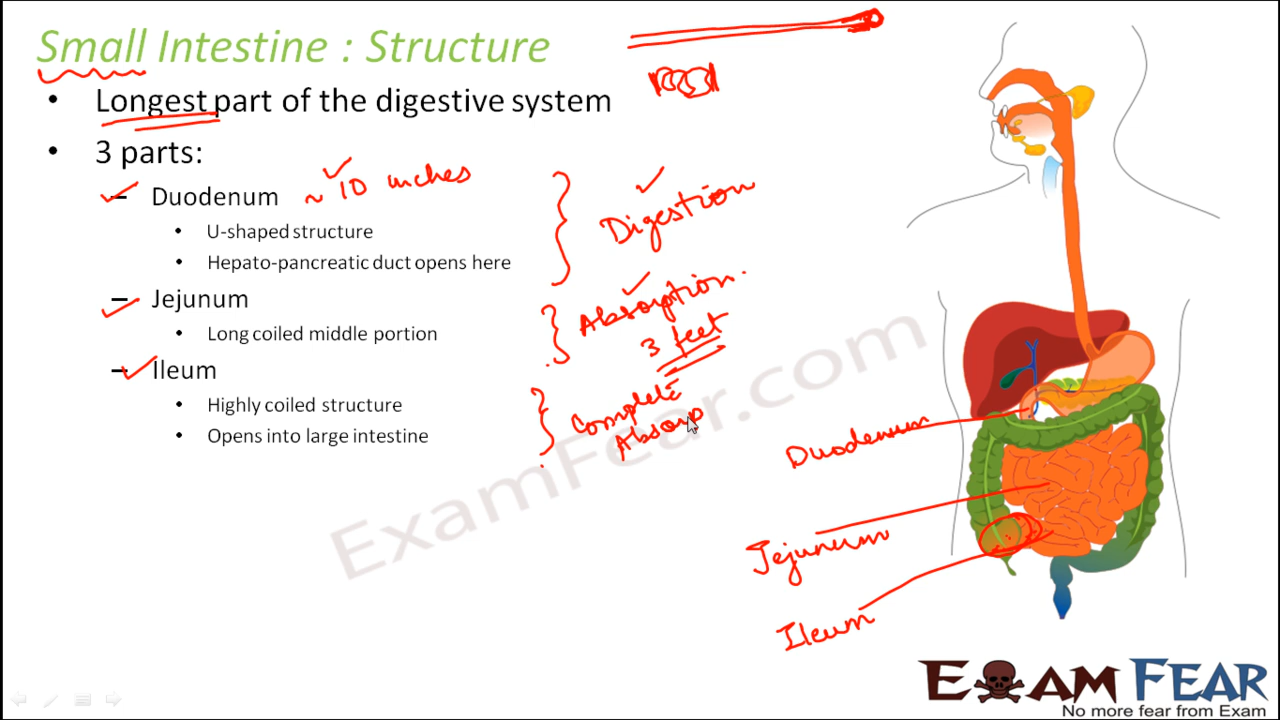 Small Intestine : Structure
• Longest part of the digestive system
• 3 parts:
– Duodenum ~ 10 inches
• U-shaped structure
• Hepato-pancreatic duct opens here
Digestion
– Jejunum
• Long coiled middle portion
Absorption.
3 feet
– Ileum
• Highly coiled structure
• Opens into large intestine
Complete
Absorp
Duodenum
Jejunum
Ileum
ExamFear.com
EXAM FEAR
No more fear from Exam